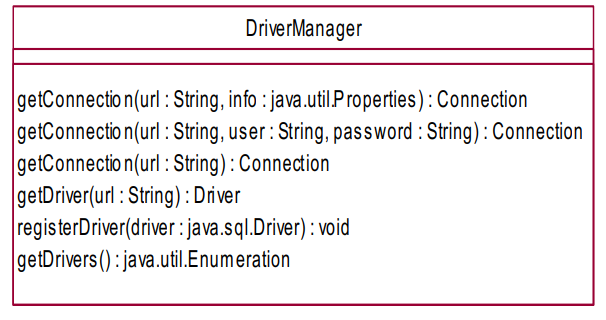 DriverManager
getConnection(url : String, info : java.util.Properties) : Connection
getConnection(url : String, user : String, password : String) : Connection
getConnection(url : String) : Connection
getDriver(url : String) : Driver
registerDriver(driver : java.sql.Driver) : void
getDrivers() : java.util.Enumeration